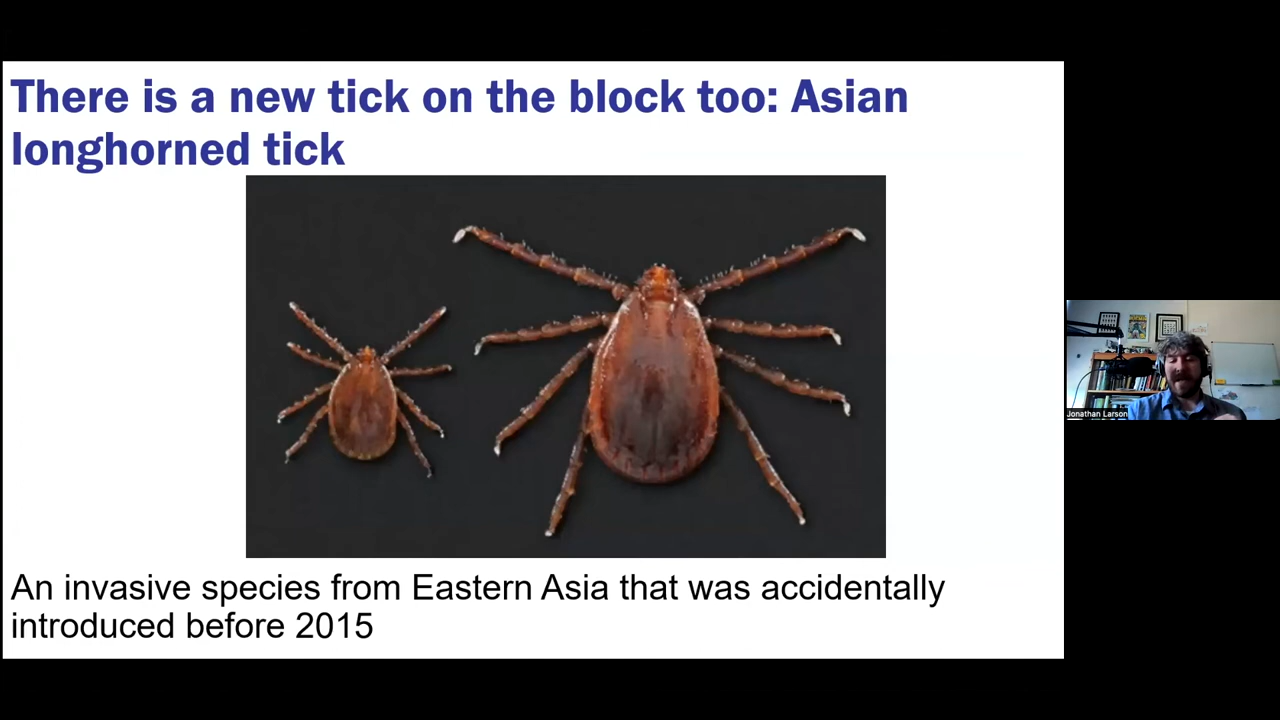 There is a new tick on the block too: Asian
longhorned tick
An invasive species from Eastern Asia that was accidentally
introduced before 2015
Jonathan Larson